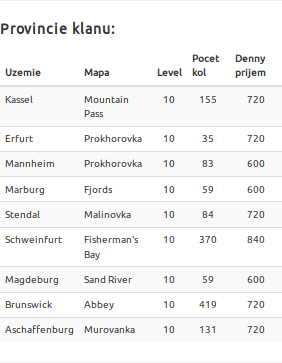 Provincie klanu:
Uzemie Mapa Level Pocet kol Denny prijem
Kassel Mountain Pass 10 155 720
Erfurt Prokhorovka 10 35 720
Mannheim Prokhorovka 10 83 600
Marburg Fjords 10 59 600
Stendal Malinovka 10 84 720
Schweinfurt Fisherman's Bay 10 370 840
Magdeburg Sand River 10 59 600
Brunswick Abbey 10 419 720
Aschaffenburg Murovanka 10 131 720